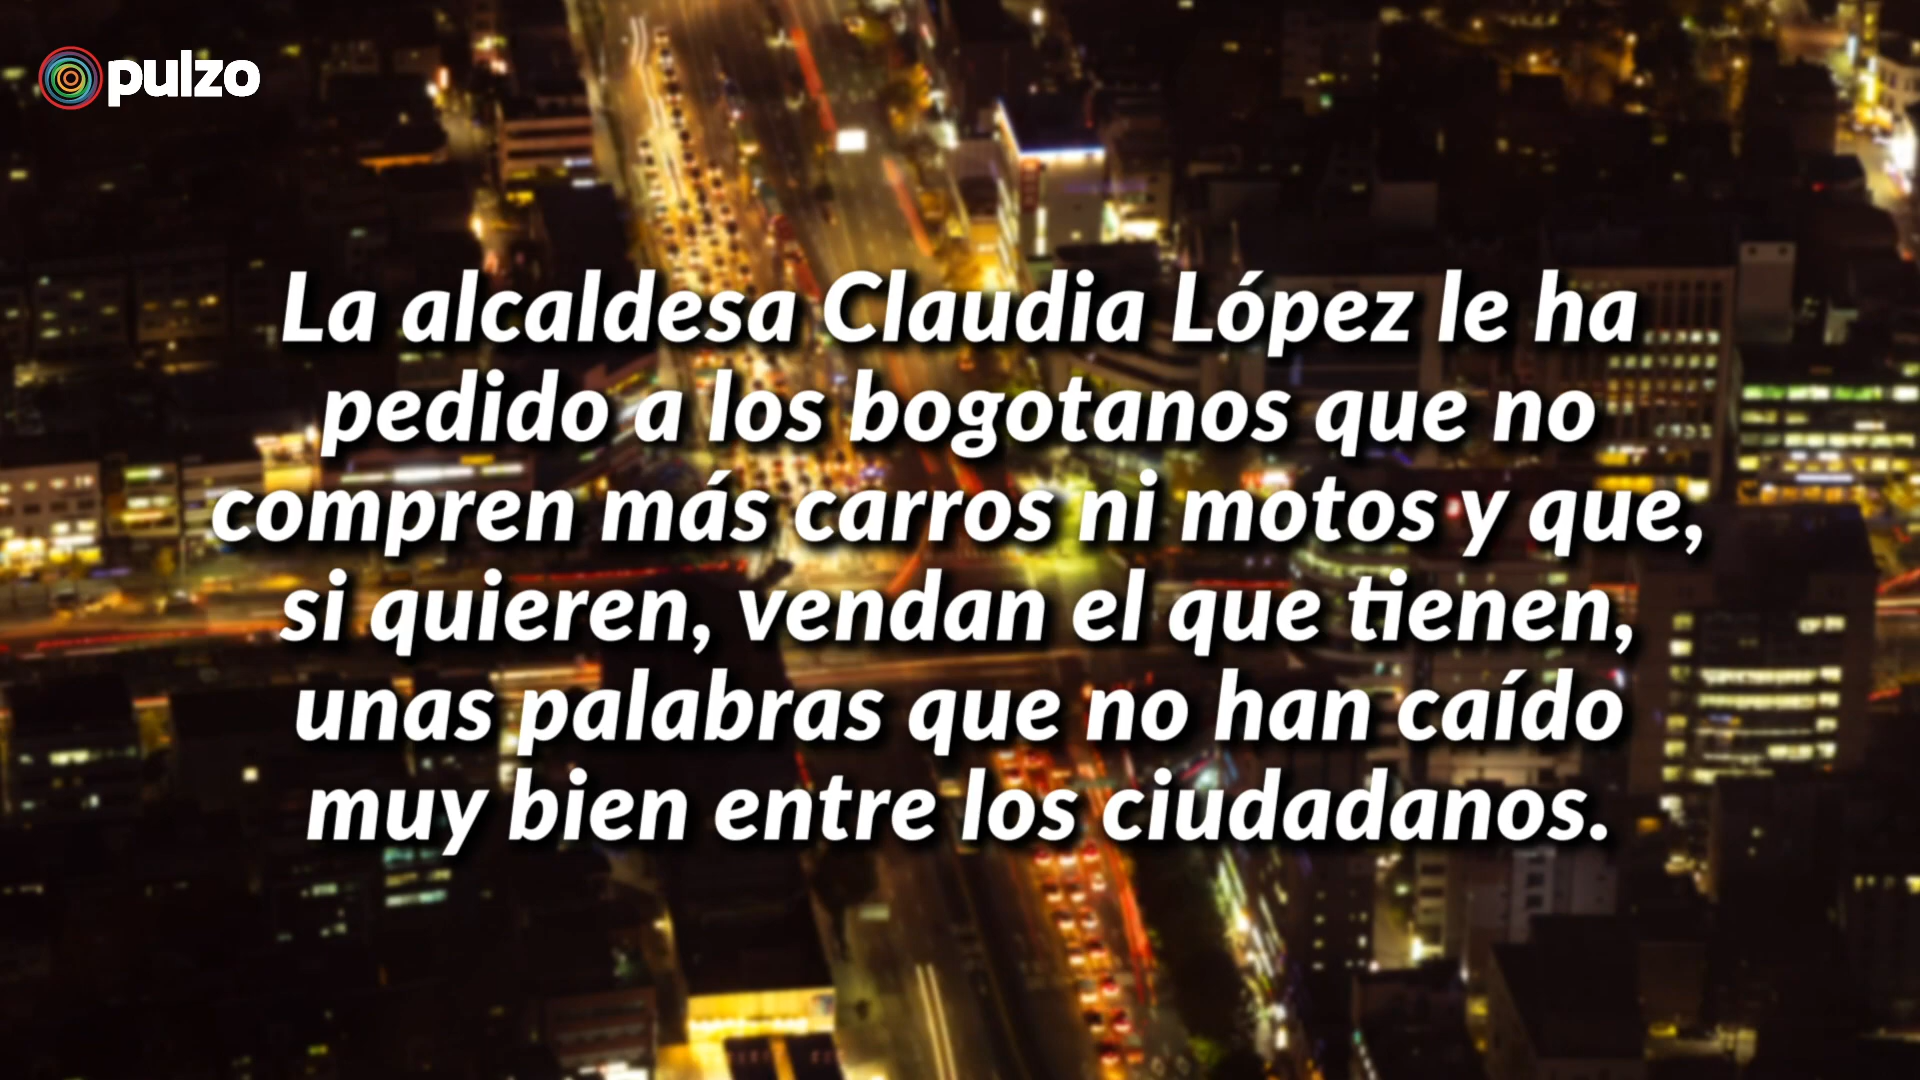 pulzo
La alcaldesa Claudia López le ha
pedido a los bogotanos que no
compren más carros ni motos y que,
si quieren, vendan el que tienen,
unas palabras que no han caído
muy bien entre los ciudadanos.